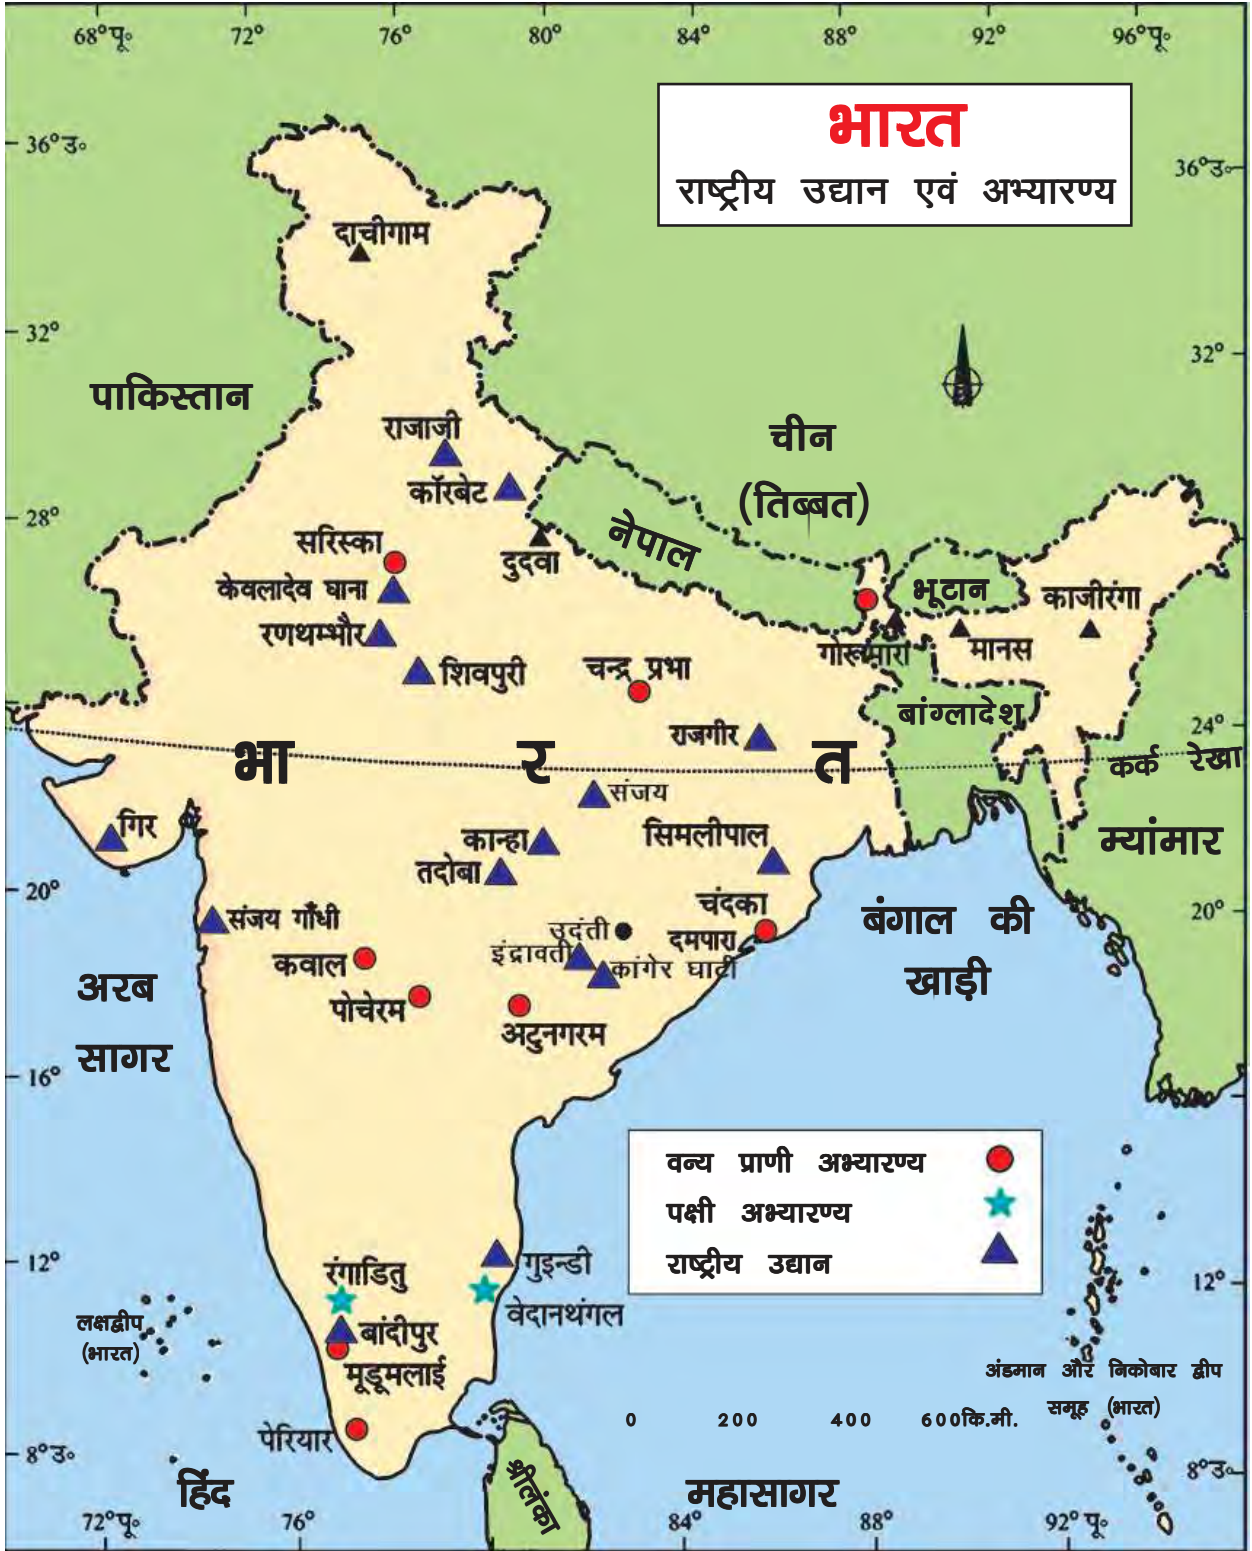 68°पू॰ 72° 76° 80° 84° 88° 92° 96°पू॰
भारत
राष्ट्रीय उद्यान एवं अभ्यारण्य
36°उ॰
36°उ॰
दाचीगाम
32°
32°
पाकिस्तान
राजाजी
चीन
(तिब्बत)
कॉरबेट
28°
नेपाल
सरिस्का
दुदवा
केवलादेव घाना
भूटान
काजीरंगा
रणथम्भौर
गोरूमारा
मानस
शिवपुरी
चन्द्र प्रभा
बांग्लादेश
राजगीर
24°
भा र त
कर्क रेखा
संजय
गिर
कान्हा
सिमलीपाल
म्यांमार
तदोबा
20°
चंदका
दमपारा
बंगाल की
खाड़ी
20°
संजय गाँधी
उदंती
इंद्रावती
कांगेर घाटी
कवाल
अरब
सागर
पोचेरम
अटुनगरम
16°
वन्य प्राणी अभ्यारण्य
पक्षी अभ्यारण्य
राष्ट्रीय उद्यान
12°
12°
गुइन्डी
रंगाडितु
वेदानथंगल
लक्षद्वीप
(भारत)
बांदीपुर
मूडूमलाई
अंडमान और निकोबार द्वीप
समूह (भारत)
0 200 400 600कि.मी.
पेरियार
8°उ॰
8°उ॰
हिंद महासागर
श्रीलंका
72°पू॰ 76° 84° 88° 92°पू॰